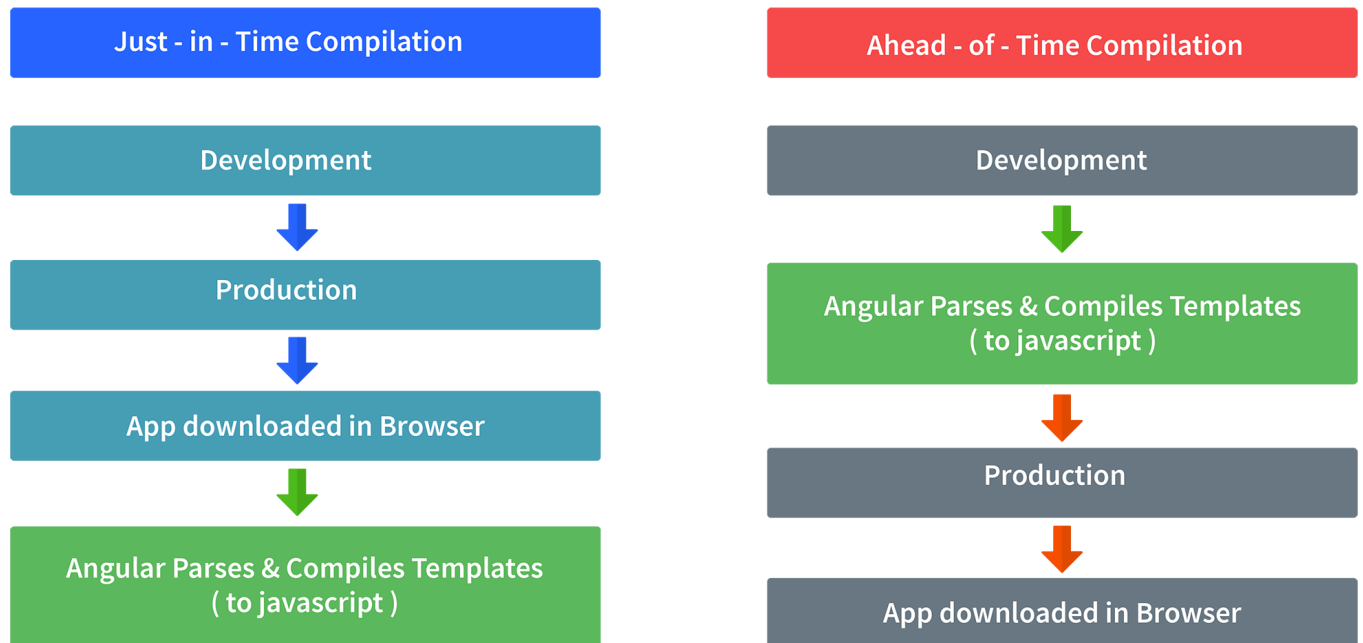 Just - in - Time Compilation
Development
Production
App downloaded in Browser
Angular Parses & Compiles Templates
( to javascript )
Ahead - of - Time Compilation
Development
Angular Parses & Compiles Templates
( to javascript )
Production
App downloaded in Browser